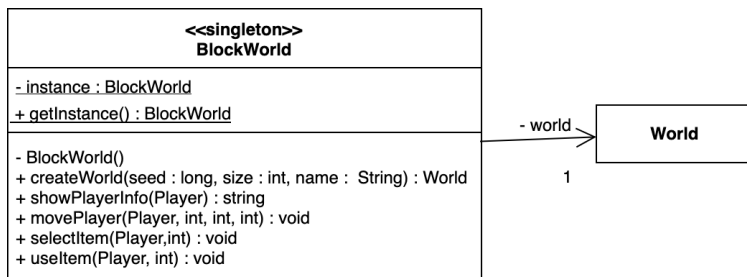 <<singleton>>
BlockWorld
- instance : BlockWorld
+ getInstance() : BlockWorld
- BlockWorld()
+ createWorld(seed : long, size : int, name : String) : World
+ showPlayerInfo(Player) : string
+ movePlayer(Player, int, int, int) : void
+ selectItem(Player,int) : void
+ useItem(Player, int) : void
- world
1
World